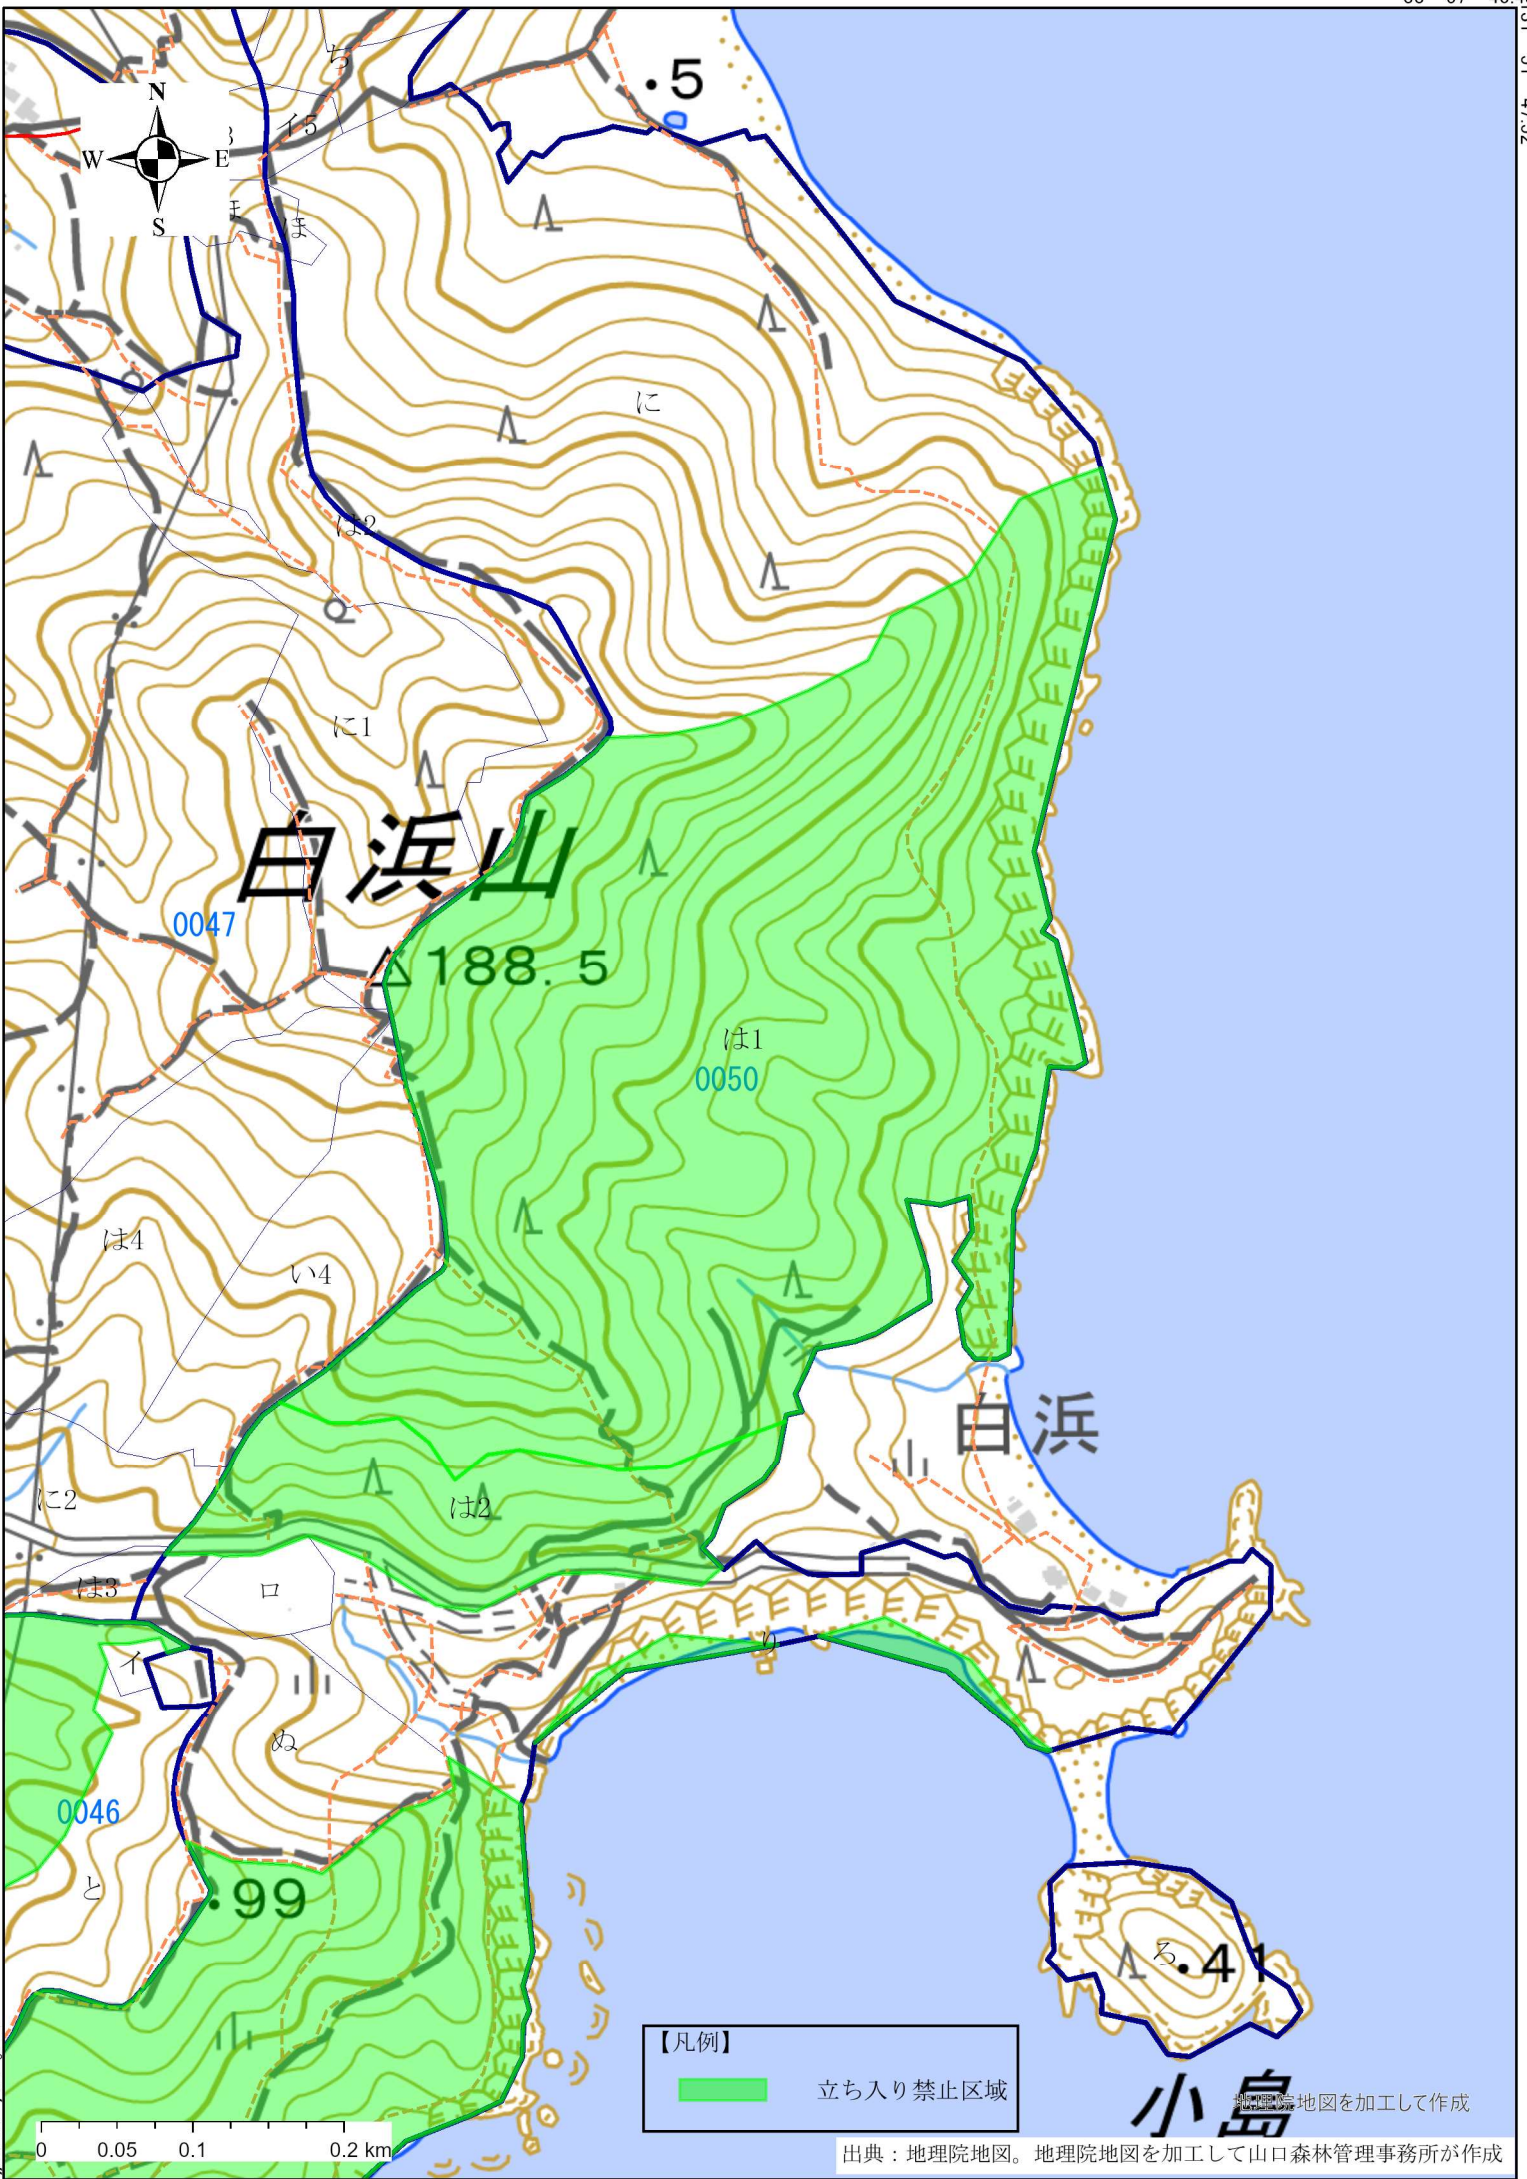 ち
・5
N
イ5
W E
ほ
ほ
S
に
は2
に1
白浜山
0047
188.5
は1
0050
は4
い4
白浜
に2
は2
は3
ロ
り
イ
ぬ
0046
と
・99
ろ
・41
【凡例】
立ち入り禁止区域
小島
地理院地図を加工して作成
0 0.05 0.1 0.2 km
出典：地理院地図。地理院地図を加工して山口森林管理事務所が作成